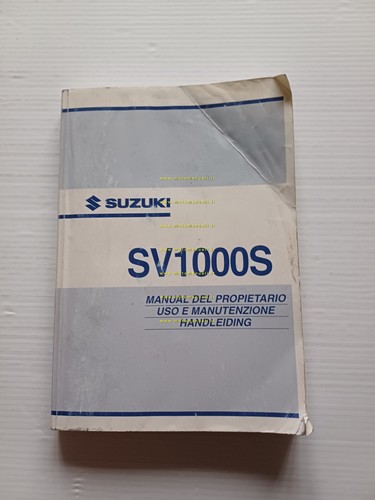 SUZUKI
SV1000S
MANUAL DEL PROPIETARIO
USO E MANUTENZIONE
HANDLEIDING